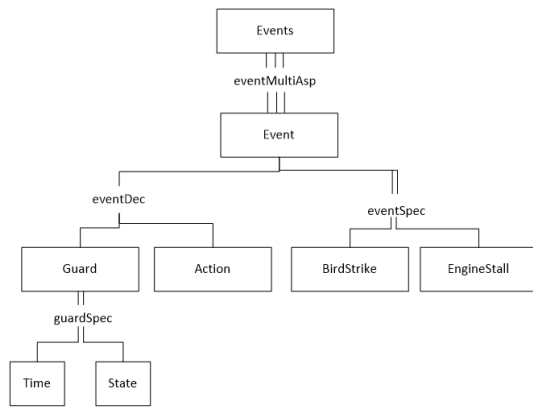 Events
eventMultiAsp
Event
eventDec
eventSpec
Guard
Action
BirdStrike
EngineStall
guardSpec
Time
State